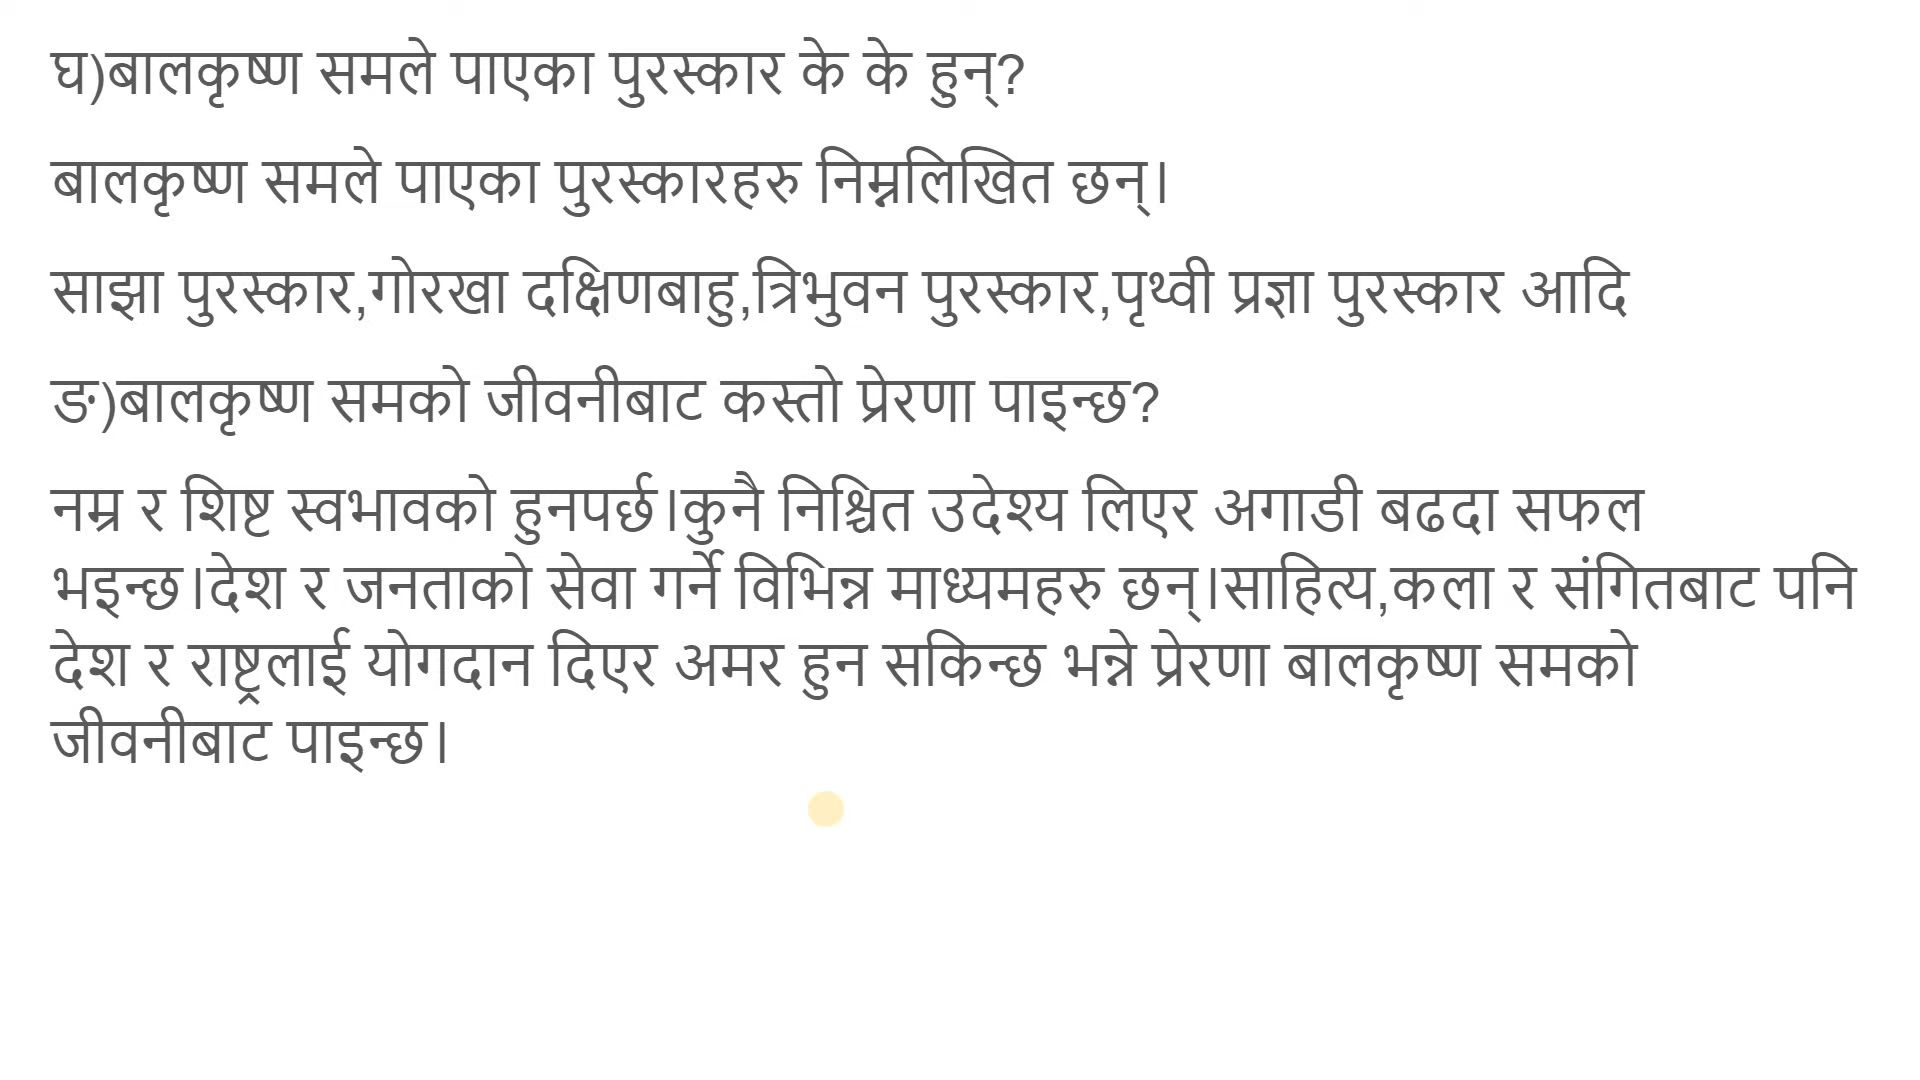 घ)बालकृष्ण समले पाएका पुरस्कार के के हुन्?
बालकृष्ण समले पाएका पुरस्कारहरु निम्नलिखित छन्।
साझा पुरस्कार,गोरखा दक्षिणबाहु,त्रिभुवन पुरस्कार,पृथ्वी प्रज्ञा पुरस्कार आदि
ङ)बालकृष्ण समको जीवनीबाट कस्तो प्रेरणा पाइन्छ?
नम्र र शिष्ट स्वभावको हुनपर्छ।कुनै निश्चित उदेश्य लिएर अगाडी बढदा सफल
भइन्छ।देश र जनताको सेवा गर्ने विभिन्न माध्यमहरु छन्।साहित्य,कला र संगितबाट पनि
देश र राष्ट्रलाई योगदान दिएर अमर हुन सकिन्छ भन्ने प्रेरणा बालकृष्ण समको
जीवनीबाट पाइन्छ।